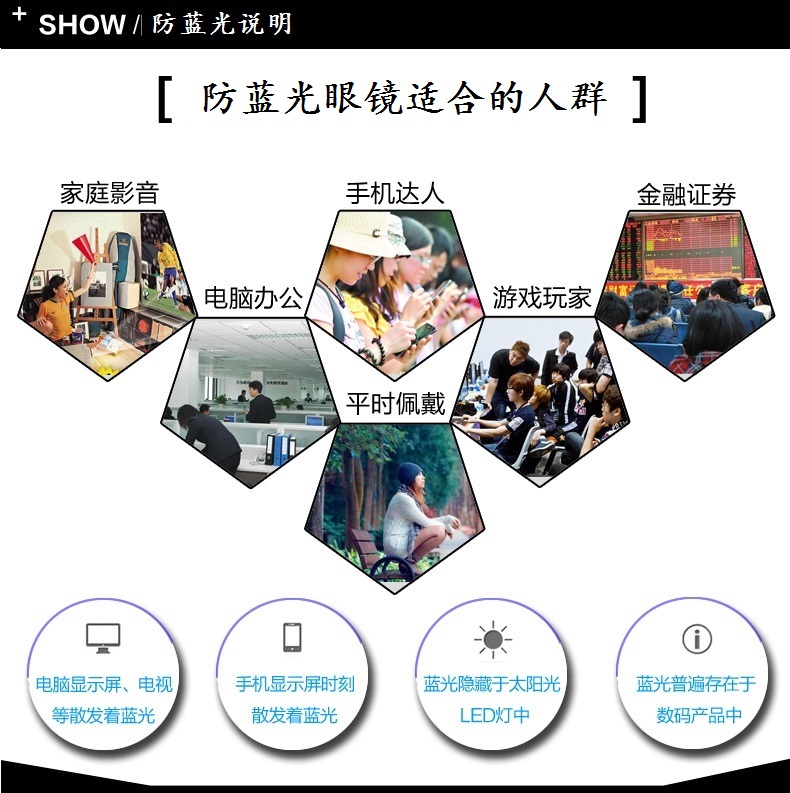 + SHOW // 防蓝光说明
[ 防蓝光眼镜适合的人群 ]
家庭影音
手机达人
金融证券
电脑办公
游戏玩家
平时佩戴
电脑显示屏、电视
等散发着蓝光
手机显示屏时刻
散发着蓝光
蓝光隐藏于太阳光
LED灯中
蓝光普遍存在于
数码产品中